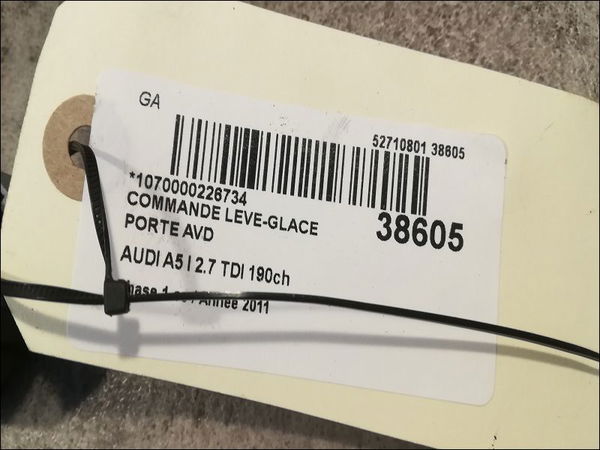 GA
52710801 38605
*1070000226734
38605
COMMANDE LEVE-GLACE
PORTE AVD
AUDI A5 I 2.7 TDI 190ch
Année 2011